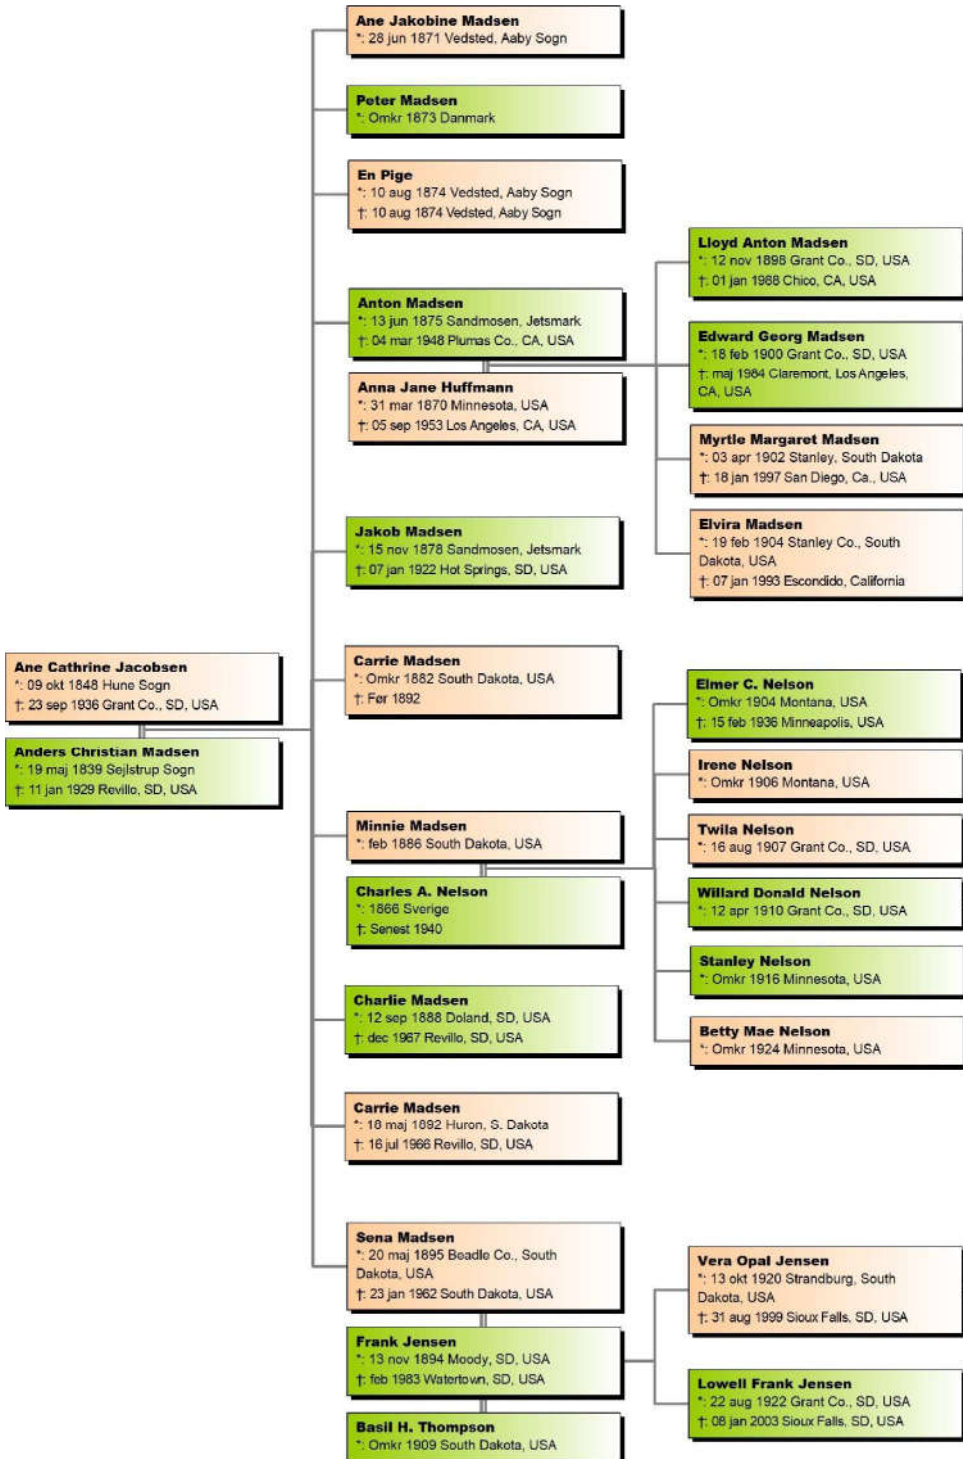 Ane Jakobine Madsen
*: 28 jun 1871 Vedsted, Aaby Sogn
Peter Madsen
*: Omkr 1873 Danmark
En Pige
*: 10 aug 1874 Vedsted, Aaby Sogn
†: 10 aug 1874 Vedsted, Aaby Sogn
Anton Madsen
*: 13 jun 1875 Sandmosen, Jetsmark
†: 04 mar 1948 Plumas Co., CA, USA
Anna Jane Huffmann
*: 31 mar 1870 Minnesota, USA
†: 05 sep 1953 Los Angeles, CA, USA
Lloyd Anton Madsen
*: 12 nov 1898 Grant Co., SD, USA
†: 01 jan 1988 Chico, CA, USA
Edward Georg Madsen
*: 18 feb 1900 Grant Co., SD, USA
†: maj 1984 Claremont, Los Angeles,
CA, USA
Myrtle Margaret Madsen
*: 03 apr 1902 Stanley, South Dakota
†: 18 jan 1997 San Diego, Ca., USA
Elvira Madsen
*: 19 feb 1904 Stanley Co., South
Dakota, USA
†: 07 jan 1993 Escondido, California
Jakob Madsen
*: 15 nov 1878 Sandmosen, Jetsmark
†: 07 jan 1922 Hot Springs, SD, USA
Ane Cathrine Jacobsen
*: 09 okt 1848 Hune Sogn
†: 23 sep 1936 Grant Co., SD, USA
Anders Christian Madsen
*: 19 maj 1839 Sejlstrup Sogn
†: 11 jan 1929 Revillo, SD, USA
Carrie Madsen
*: Omkr 1882 South Dakota, USA
†: Før 1892
Minnie Madsen
*: feb 1886 South Dakota, USA
Charles A. Nelson
*: 1866 Sverige
†: Senest 1940
Elmer C. Nelson
*: Omkr 1904 Montana, USA
†: 15 feb 1936 Minneapolis, USA
Irene Nelson
*: Omkr 1906 Montana, USA
Twila Nelson
*: 16 aug 1907 Grant Co., SD, USA
Willard Donald Nelson
*: 12 apr 1910 Grant Co., SD, USA
Stanley Nelson
*: Omkr 1916 Minnesota, USA
Betty Mae Nelson
*: Omkr 1924 Minnesota, USA
Charlie Madsen
*: 12 sep 1888 Doland, SD, USA
†: dec 1967 Revillo, SD, USA
Carrie Madsen
*: 18 maj 1892 Huron, S. Dakota
†: 16 jul 1966 Revillo, SD, USA
Sena Madsen
*: 20 maj 1895 Beadle Co., South
Dakota, USA
†: 23 jan 1962 South Dakota, USA
Frank Jensen
*: 13 nov 1894 Moody, SD, USA
†: feb 1983 Watertown, SD, USA
Basil H. Thompson
*: Omkr 1909 South Dakota, USA
Vera Opal Jensen
*: 13 okt 1920 Strandburg, South
Dakota, USA
†: 31 aug 1999 Sioux Falls, SD, USA
Lowell Frank Jensen
*: 22 aug 1922 Grant Co., SD, USA
†: 08 jan 2003 Sioux Falls, SD, USA